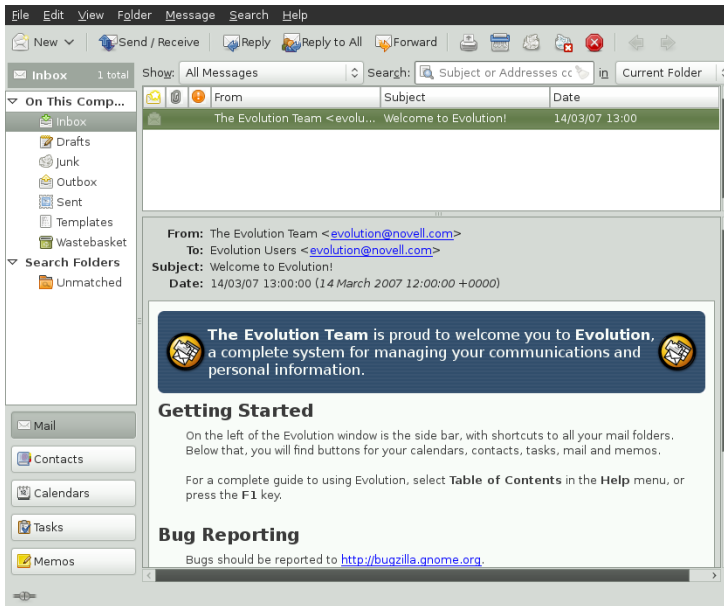 File Edit View Folder Message Search Help
New Send / Receive Reply Reply to All Forward
Inbox 1 total Show: All Messages Search: Subject or Addresses cc in Current Folder
On This Comp...
Inbox
Drafts
Junk
Outbox
Sent
Templates
Wastebasket
Search Folders
Unmatched
From Subject Date
The Evolution Team <evolu... Welcome to Evolution! 14/03/07 13:00
From: The Evolution Team <evolution@novell.com>
To: Evolution Users <evolution@novell.com>
Subject: Welcome to Evolution!
Date: 14/03/07 13:00:00 (14 March 2007 12:00:00 +0000)
The Evolution Team is proud to welcome you to Evolution,
a complete system for managing your communications and
personal information.
Getting Started
On the left of the Evolution window is the side bar, with shortcuts to all your mail folders.
Below that, you will find buttons for your calendars, contacts, tasks, mail and memos.
For a complete guide to using Evolution, select Table of Contents in the Help menu, or
press the F1 key.
Bug Reporting
Bugs should be reported to http://bugzilla.gnome.org.
Mail
Contacts
Calendars
Tasks
Memos